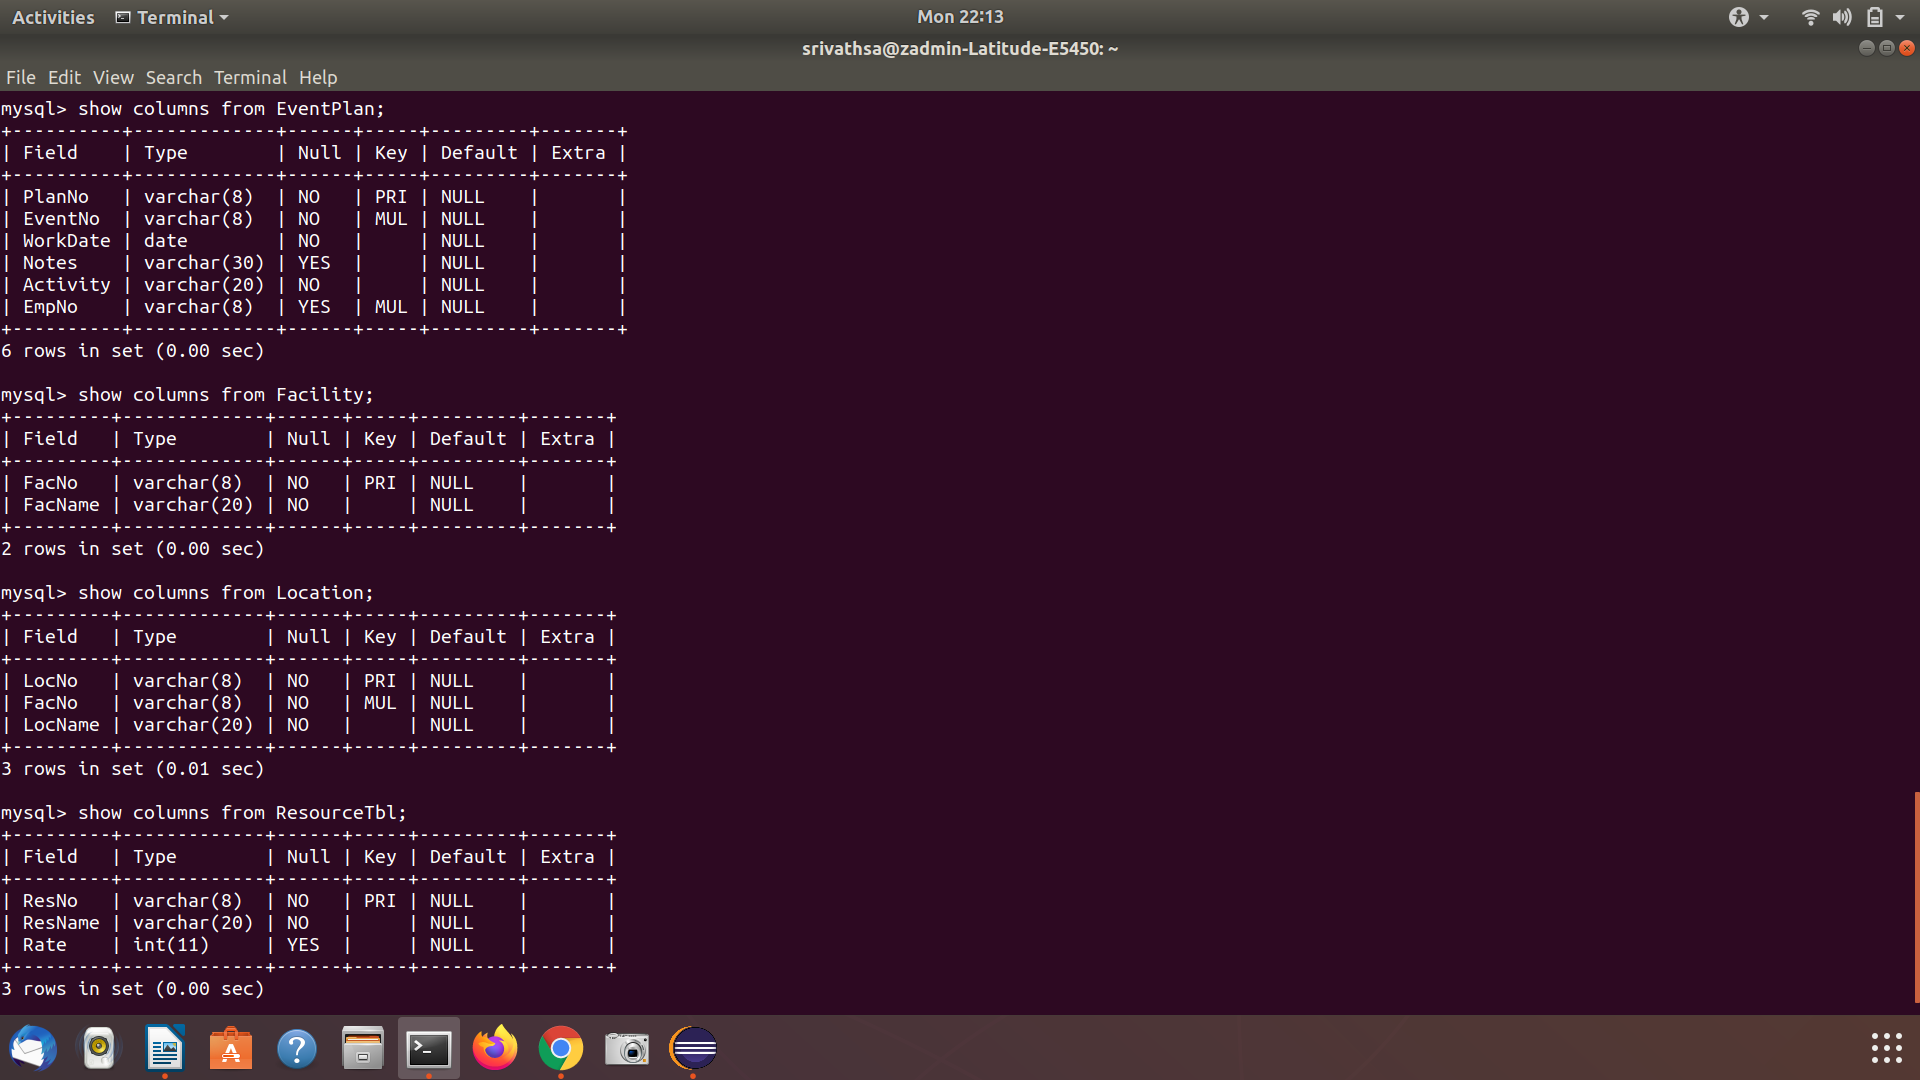 Activities Terminal Mon 22:13
srivathsa@zadmin-Latitude-E5450: ~
File Edit View Search Terminal Help
mysql> show columns from EventPlan;
+----------+-------------+------+-----+---------+-------+
| Field    | Type        | Null | Key | Default | Extra |
+----------+-------------+------+-----+---------+-------+
| PlanNo   | varchar(8)  | NO   | PRI | NULL    |       |
| EventNo  | varchar(8)  | NO   | MUL | NULL    |       |
| WorkDate | date        | NO   |     | NULL    |       |
| Notes    | varchar(30) | YES  |     | NULL    |       |
| Activity | varchar(20) | NO   |     | NULL    |       |
| EmpNo    | varchar(8)  | YES  | MUL | NULL    |       |
+----------+-------------+------+-----+---------+-------+
6 rows in set (0.00 sec)
mysql> show columns from Facility;
+---------+-------------+------+-----+---------+-------+
| Field   | Type        | Null | Key | Default | Extra |
+---------+-------------+------+-----+---------+-------+
| FacNo   | varchar(8)  | NO   | PRI | NULL    |       |
| FacName | varchar(20) | NO   |     | NULL    |       |
+---------+-------------+------+-----+---------+-------+
2 rows in set (0.00 sec)
mysql> show columns from Location;
+---------+-------------+------+-----+---------+-------+
| Field   | Type        | Null | Key | Default | Extra |
+---------+-------------+------+-----+---------+-------+
| LocNo   | varchar(8)  | NO   | PRI | NULL    |       |
| FacNo   | varchar(8)  | NO   | MUL | NULL    |       |
| LocName | varchar(20) | NO   |     | NULL    |       |
+---------+-------------+------+-----+---------+-------+
3 rows in set (0.01 sec)
mysql> show columns from ResourceTbl;
+---------+-------------+------+-----+---------+-------+
| Field   | Type        | Null | Key | Default | Extra |
+---------+-------------+------+-----+---------+-------+
| ResNo   | varchar(8)  | NO   | PRI | NULL    |       |
| ResName | varchar(20) | NO   |     | NULL    |       |
| Rate    | int(11)     | YES  |     | NULL    |       |
+---------+-------------+------+-----+---------+-------+
3 rows in set (0.00 sec)